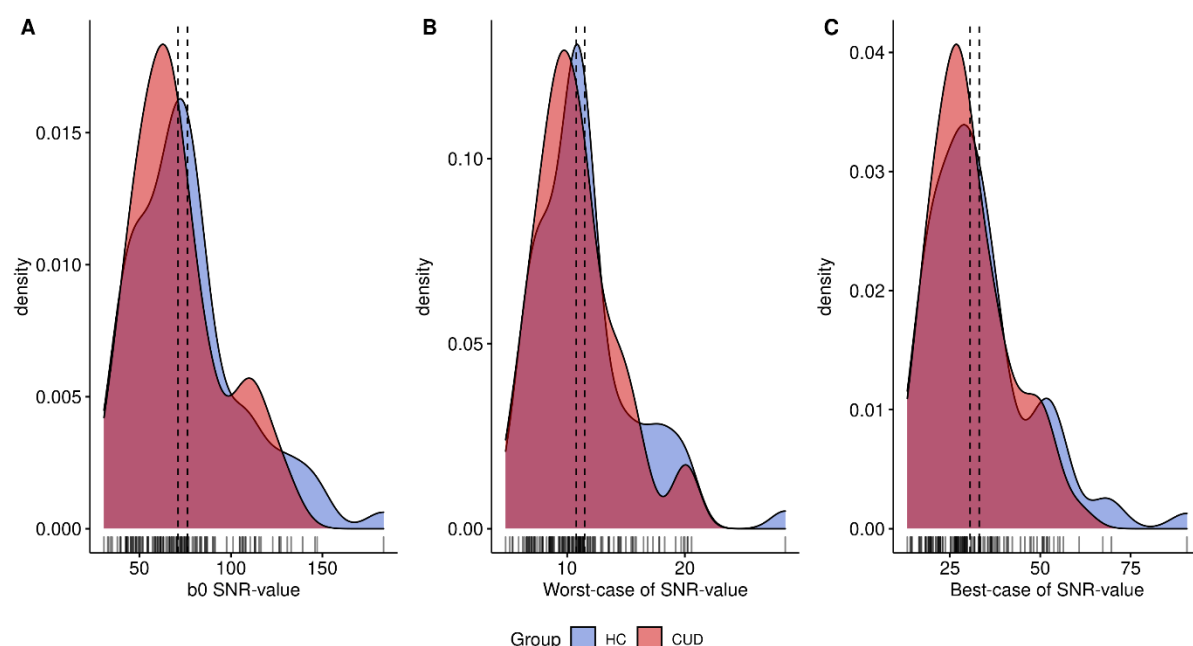 A
B
C
density
0.015
0.010
0.005
0.000
50
100
150
b0 SNR-value
density
0.10
0.05
0.00
10
20
Worst-case of SNR-value
density
0.04
0.03
0.02
0.01
0.00
25
50
75
Best-case of SNR-value
Group HC CUD